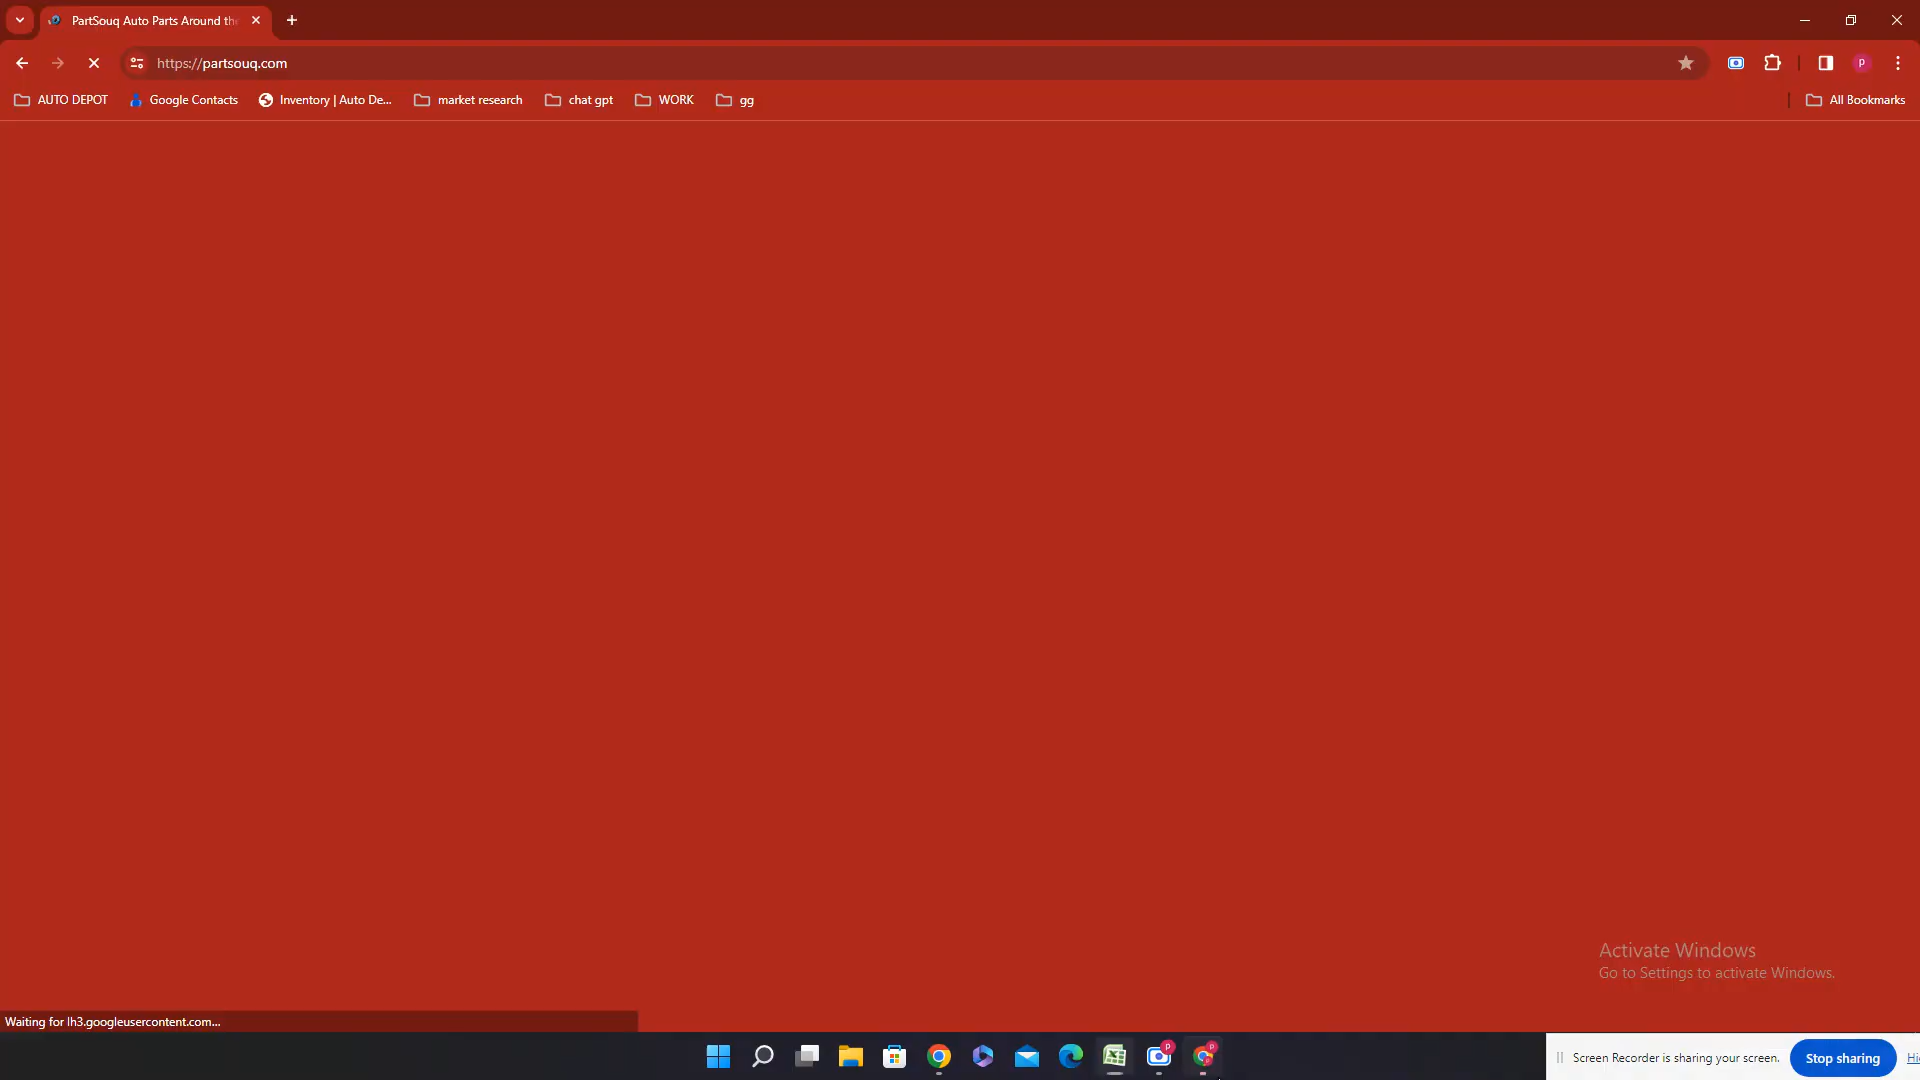 PartSouq Auto Parts Around the
https://partsouq.com
P
AUTO DEPOT
Google Contacts
Inventory | Auto De...
market research
chat gpt
WORK
gg
All Bookmarks
Activate Windows
Go to Settings to activate Windows.
Waiting for lh3.googleusercontent.com...
P
P
Screen Recorder is sharing your screen.
Stop sharing
Hi